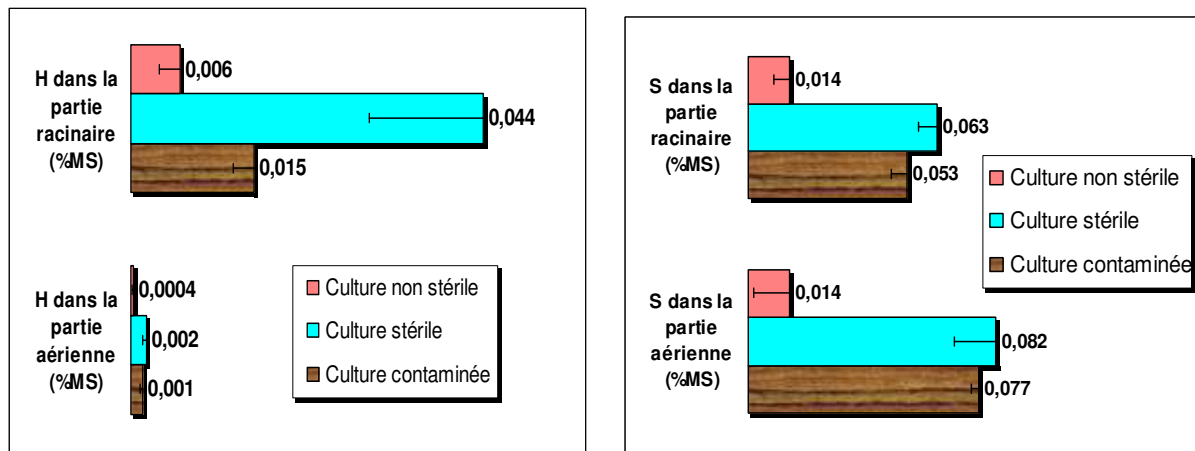 H dans la
partie
racinaire
(%MS)
0,006
0,044
0,015
H dans la
partie
aérienne
(%MS)
0,0004
0,002
0,001
Culture non stérile
Culture stérile
Culture contaminée
S dans la
partie
racinaire
(%MS)
0,014
0,063
0,053
Culture non stérile
Culture stérile
Culture contaminée
S dans la
partie
aérienne
(%MS)
0,014
0,082
0,077